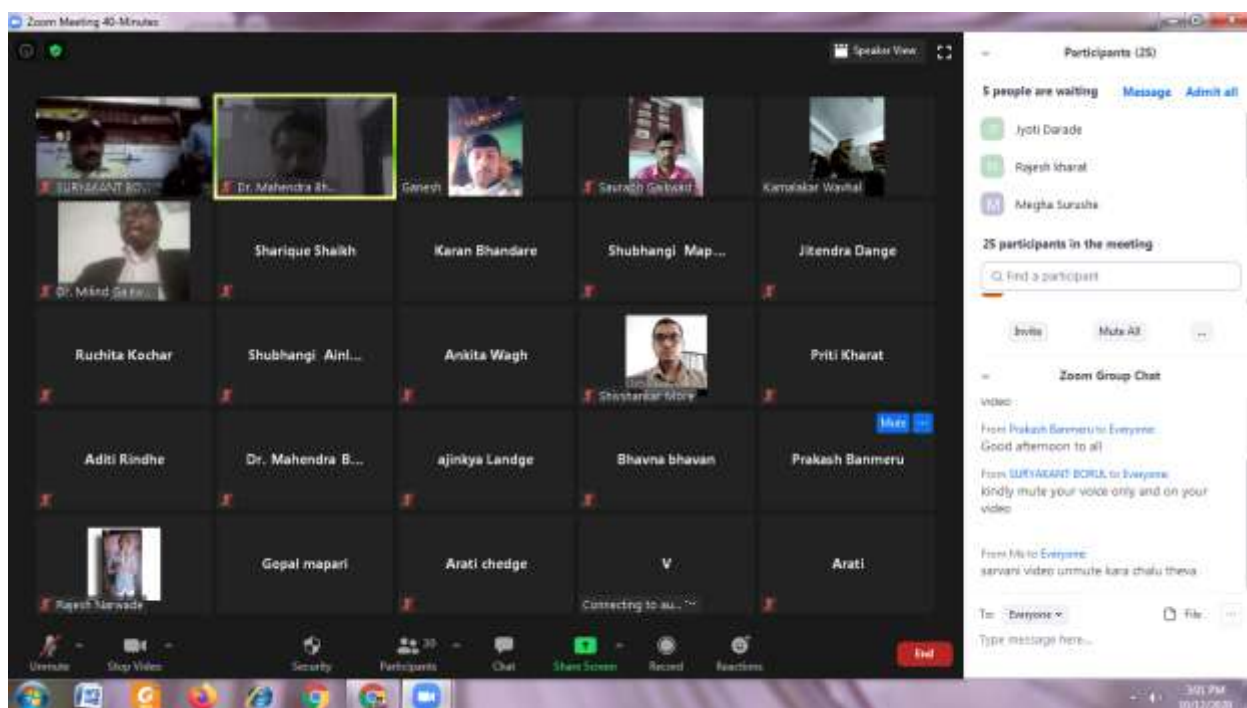 Zoom Meeting 40-Minutes
Speaker View
SURYAKANT BO...
Dr. Mahendra Bh...
Ganesh
Saurabh Gaikwad
Kamalakar Wavhal
Dr. Milind
Sharique Shaikh
Karan Bhandare
Shubhangi Map...
Jitendra Dange
Ruchita Kochar
Shubhangi Ainl...
Ankita Wagh
Shivshankar More
Priti Kharat
Mute ...
Aditi Rindhe
Dr. Mahendra B...
ajinkya Landge
Bhavna bhavan
Prakash Banmeru
Rajesh Narwade
Gopal mapari
Arati chedge
V
Connecting to au...
Arati
Unmute
Stop Video
Security
Participants
30
Chat
Share Screen
Record
Reactions
End
Participants (25)
5 people are waiting Message Admit all
Jyoti Darade
Rajesh kharat
M Megha Surushe
25 participants in the meeting
Find a participant
Invite Mute All ...
Zoom Group Chat
video
From Prakash Banmeru to Everyone:
Good afternoon to all
From SURYAKANT BORUL to Everyone:
kindly mute your voice only and on your
video
From Me to Everyone:
sarvani video unmute kara chalu theva
To: Everyone File ...
Type message here...
3:01 PM
10/12/2020